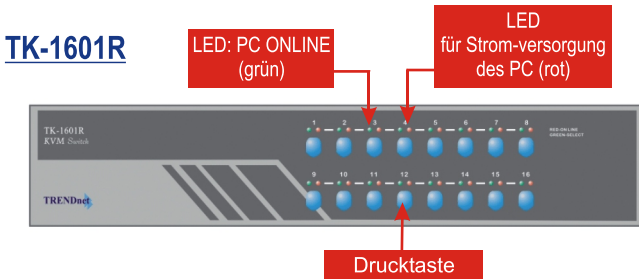 TK-1601R
LED: PC ONLINE
(grün)
LED
für Strom-versorgung
des PC (rot)
TK-1601R
KVM Switch
1 2 3 4 5 6 7 8
RED-ON LINE
GREEN-SELECT
9 10 11 12 13 14 15 16
TRENDnet
Drucktaste